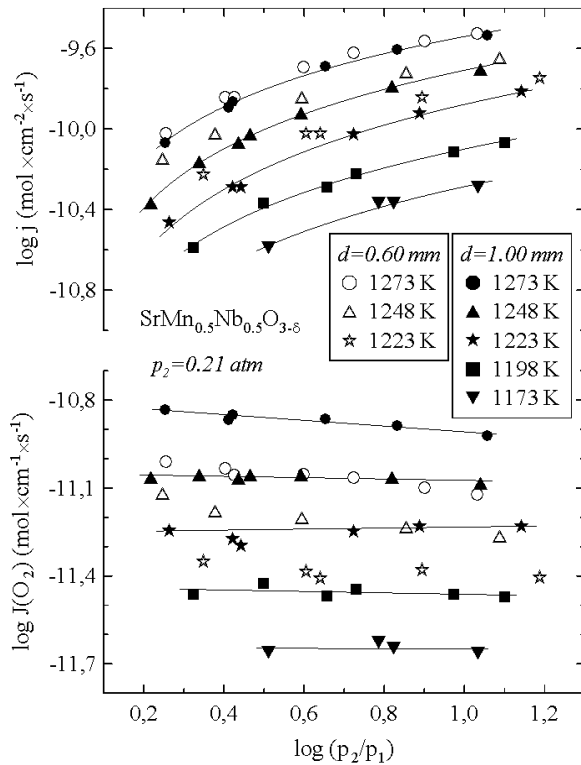 log j (mol ×cm⁻²×s⁻¹)
-9,6
-10,0
-10,4
-10,8
d=0.60 mm
1273 K
1248 K
1223 K
d=1.00 mm
1273 K
1248 K
1223 K
1198 K
1173 K
SrMn₀.₅Nb₀.₅O₃₋δ
p₂=0.21 atm
log J(O₂) (mol×cm⁻¹×s⁻¹)
-10,8
-11,1
-11,4
-11,7
0,2 0,4 0,6 0,8 1,0 1,2
log (p₂/p₁)